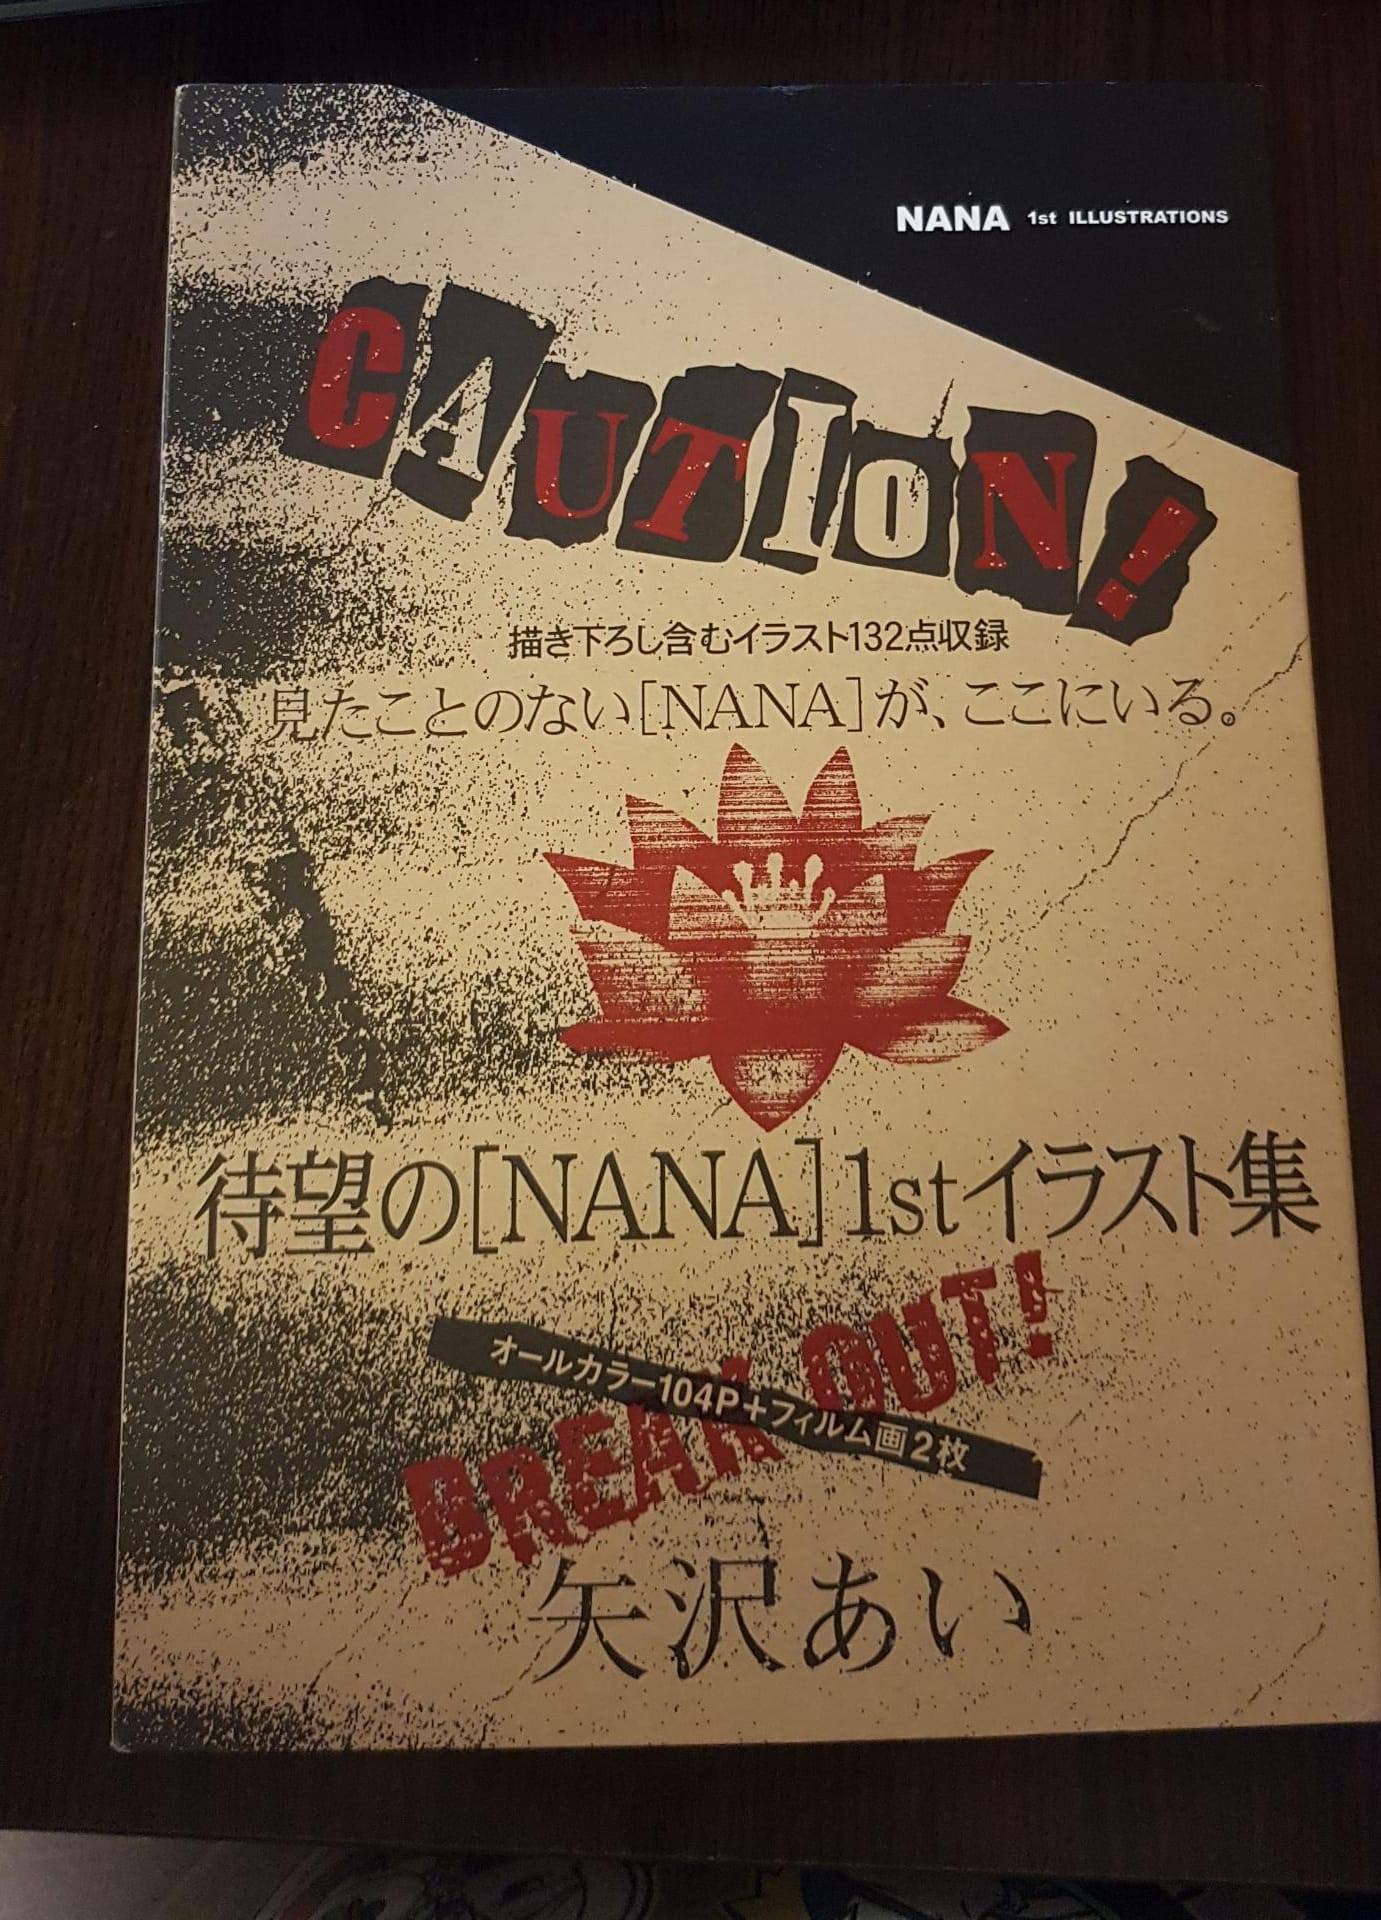 NANA 1st ILLUSTRATIONS
CAUTION!
描き下ろし含むイラスト132点収録
見たことのない[NANA]が、ここにいる。
待望の[NANA]1stイラスト集
BREAK OUT!
オールカラー104P+フィルム画2枚
矢沢あい